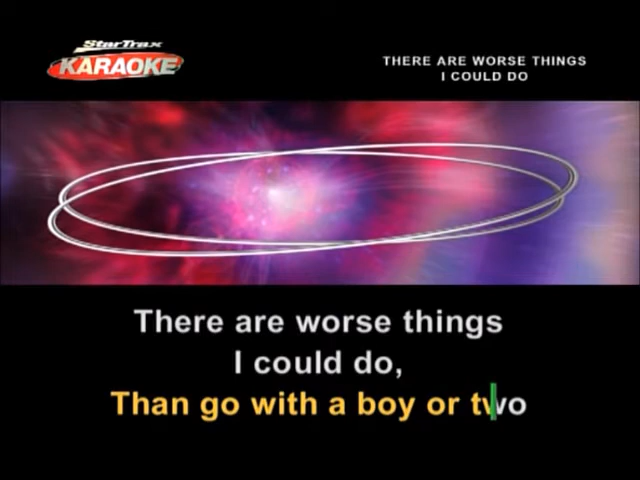 StarTrax
KARAOKE
THERE ARE WORSE THINGS
I COULD DO
There are worse things
I could do,
Than go with a boy or two